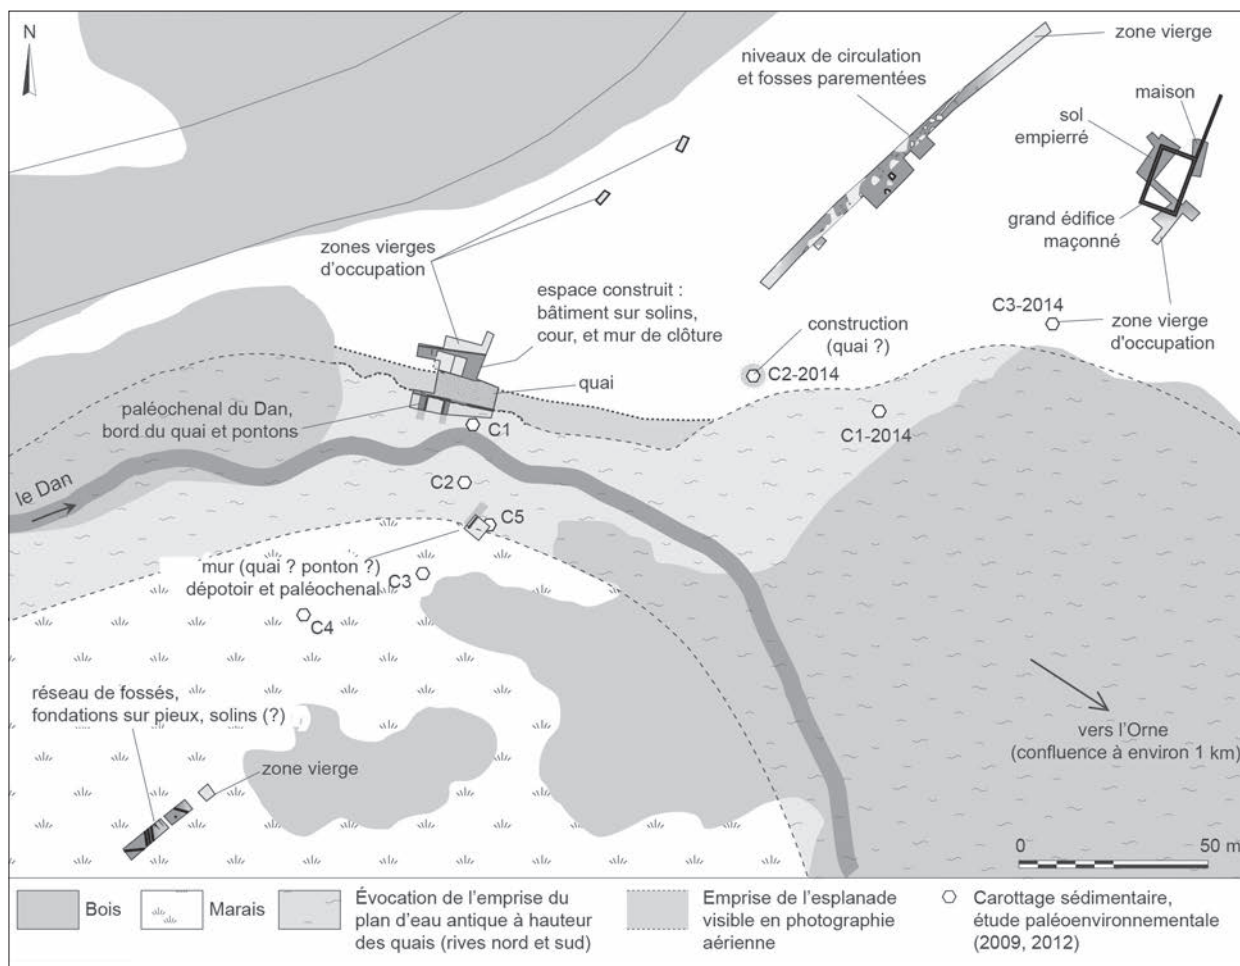 N
zone vierge
niveaux de circulation
et fosses parementées
maison
sol
empierré
grand édifice
maçonné
zones vierges
d'occupation
espace construit :
bâtiment sur solins,
cour, et mur de clôture
C3-2014
construction
(quai ?)
zone vierge
d'occupation
C2-2014
quai
paléochenal du Dan,
bord du quai et pontons
C1
C1-2014
le Dan
C2
C5
mur (quai ? ponton ?)
dépotoir et paléochenal
C3
C4
réseau de fossés,
fondations sur pieux, solins (?)
vers l'Orne
(confluence à environ 1 km)
zone vierge
0 50 m
Bois
Marais
Évocation de l'emprise du
plan d'eau antique à hauteur
des quais (rives nord et sud)
Emprise de l'esplanade
visible en photographie
aérienne
Carottage sédimentaire,
étude paléoenvironnementale
(2009, 2012)